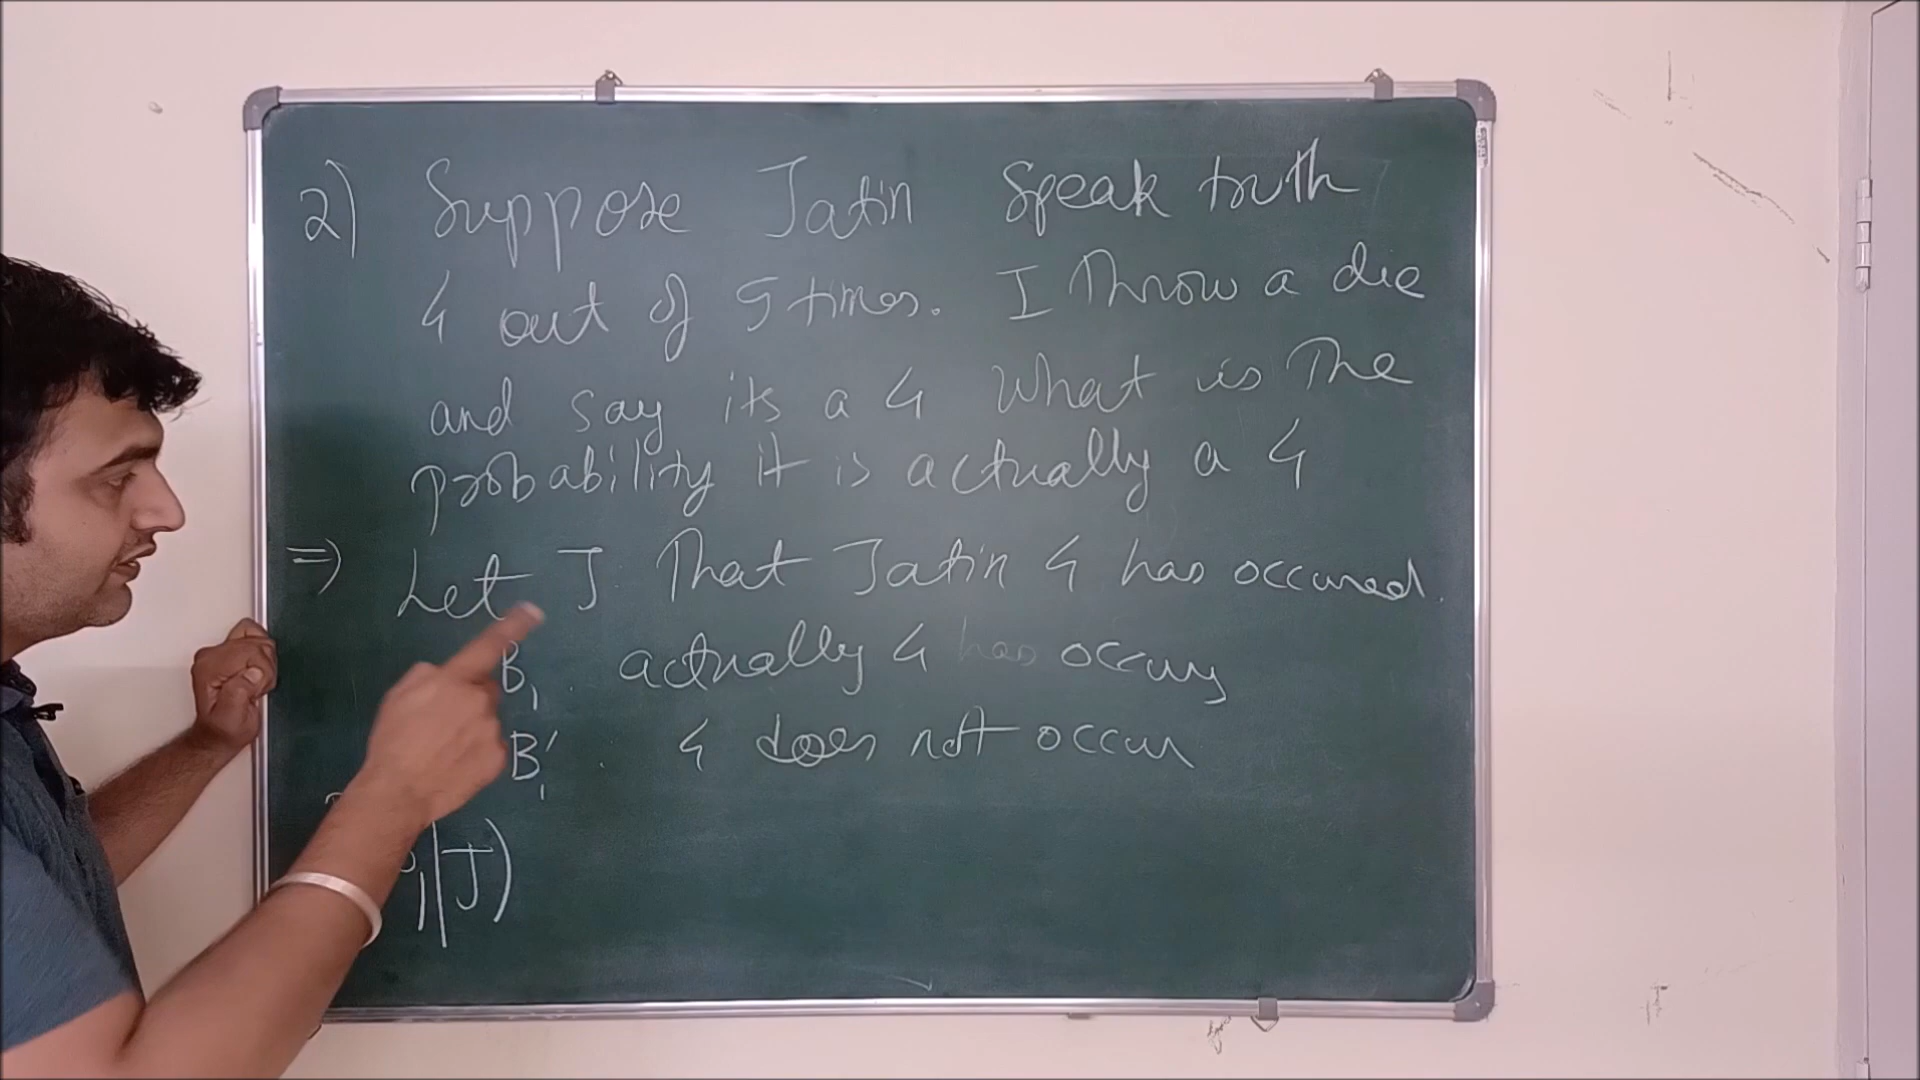 2) Suppose Jatin Speak truth
4 out of 5 times. I Throw a die
and say its a 4 What is The
probability it is actually a 4
=) Let J That Jatin 4 has occured.
B₁ . actually 4 has occurs
B₁' . 4 does not occur
₁|J)